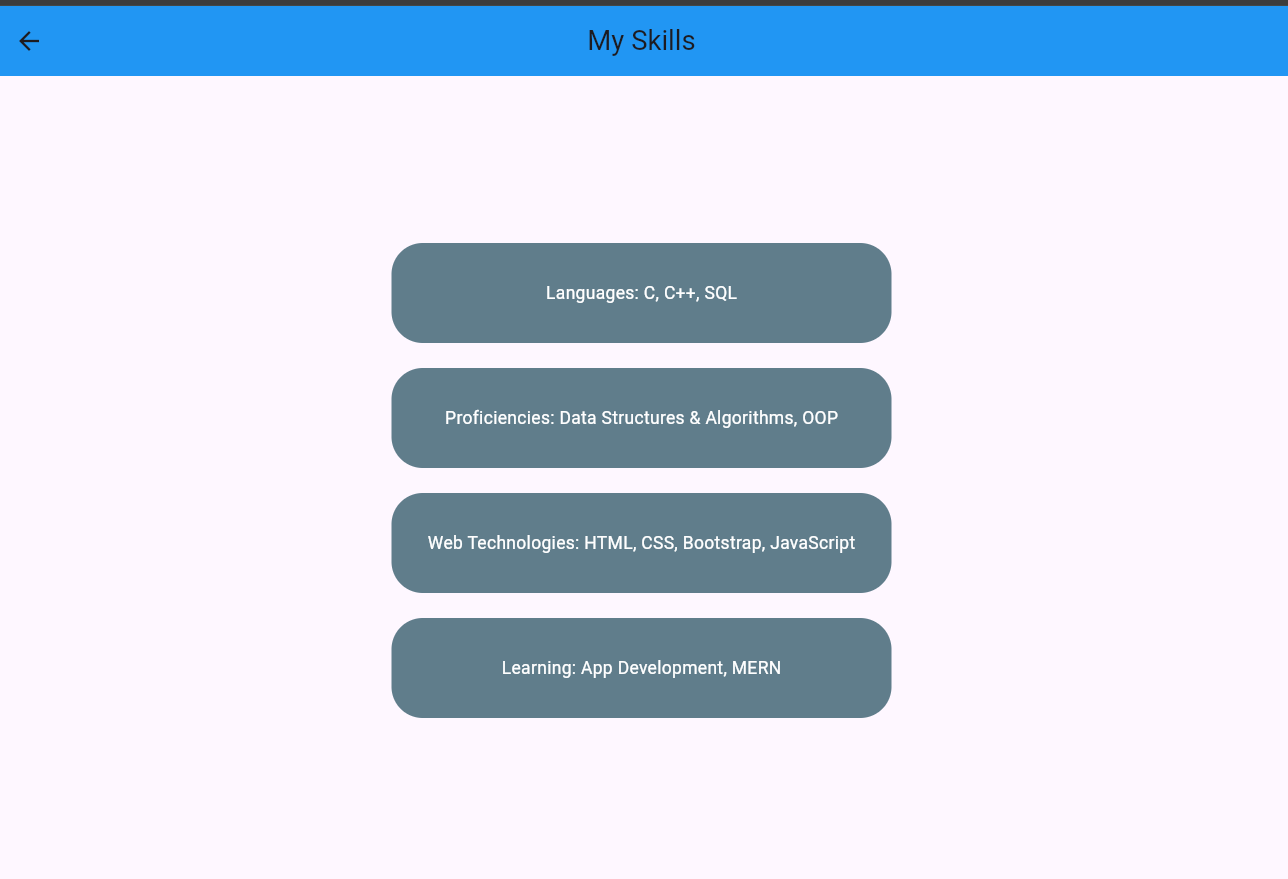 My Skills
Languages: C, C++, SQL
Proficiencies: Data Structures & Algorithms, OOP
Web Technologies: HTML, CSS, Bootstrap, JavaScript
Learning: App Development, MERN